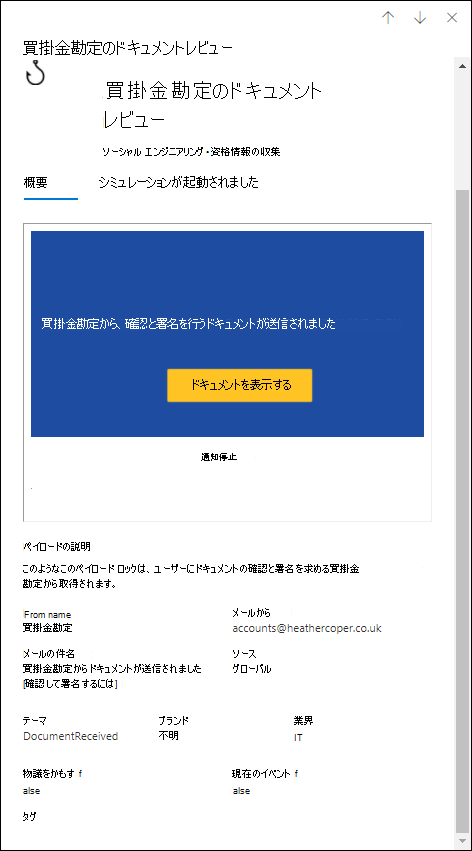 買掛金勘定のドキュメントレビュー
買掛金勘定のドキュメント
レビュー
ソーシャル エンジニアリング・資格情報の収集
概要 シミュレーションが起動されました
買掛金勘定から、確認と署名を行うドキュメントが送信されました
ドキュメントを表示する
通知停止
ペイロードの説明
このようなこのペイロード ロックは、ユーザーにドキュメントの確認と署名を求める買掛金
勘定から取得されます。
From name メールから
買掛金勘定 accounts@heathercoper.co.uk
メールの件名 ソース
買掛金勘定からドキュメントが送信されました グローバル
[確認して署名するには]
テーマ ブランド 業界
DocumentReceived 不明 IT
物議をかもす f 現在のイベント f
alse alse
タグ